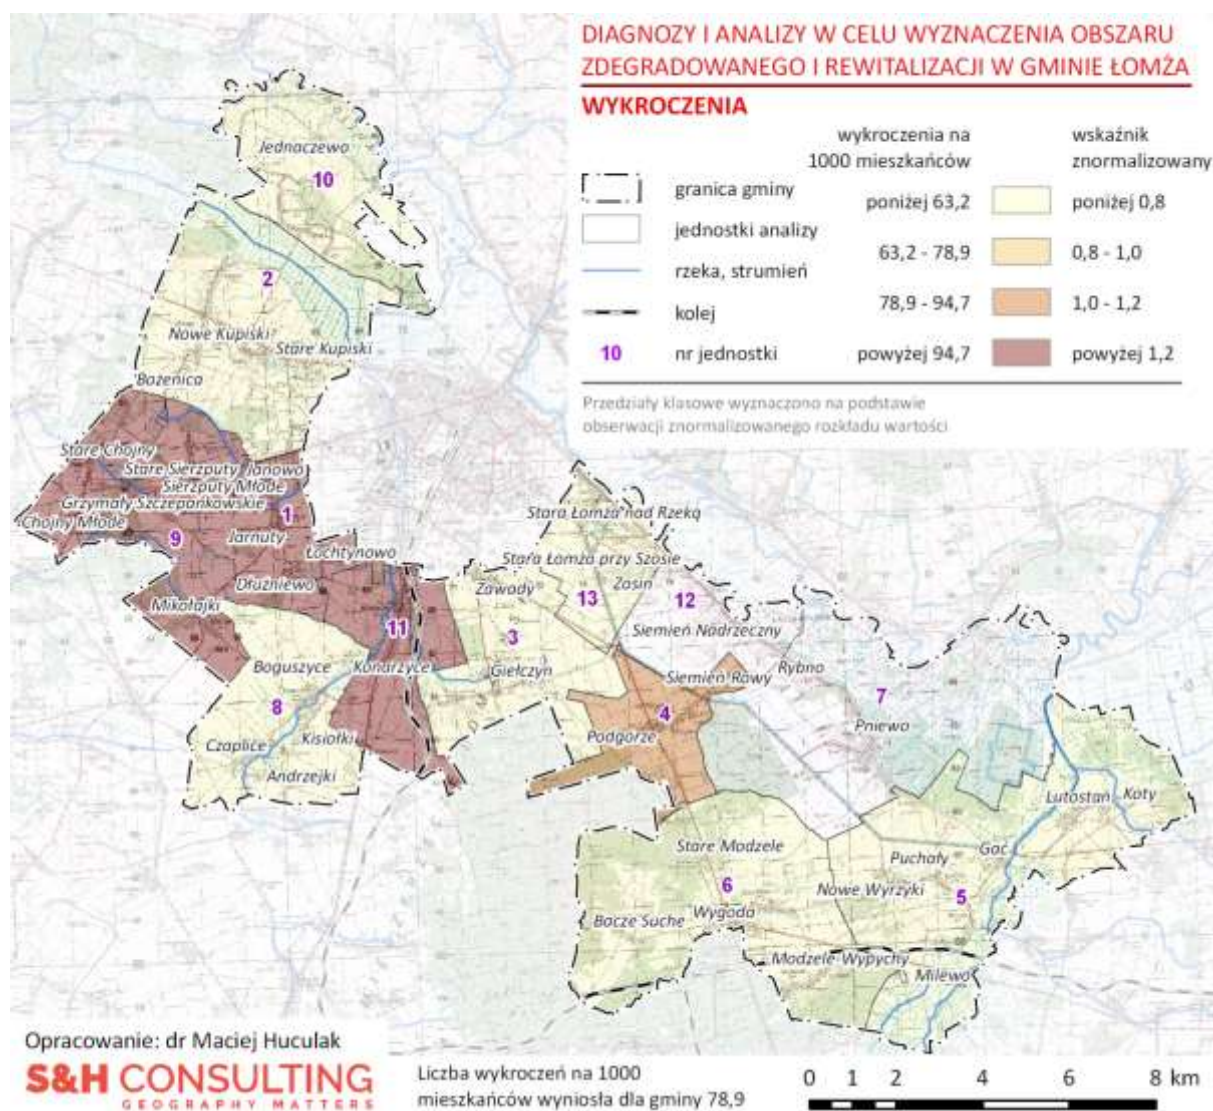 DIAGNOZY I ANALIZY W CELU WYZNACZENIA OBSZARU
ZDEGRADOWANEGO I REWITALIZACJI W GMINIE ŁOMŻA
WYKROCZENIA
wykroczenia na
1000 mieszkańców
wskaźnik
znormalizowany
granica gminy
poniżej 63,2
poniżej 0,8
jednostki analizy
63,2 - 78,9
0,8 - 1,0
rzeka, strumień
78,9 - 94,7
1,0 - 1,2
kolej
10
nr jednostki
powyżej 94,7
powyżej 1,2
Przedziały klasowe wyznaczono na podstawie
obserwacji znormalizowanego rozkładu wartości
Jednaczewo
10
2
Nowe Kupiski
Stare Kupiski
Bożenica
Stare Chojny
Stare Sierzputy
Janowo
Sierzputy Młode
Grzymały Szczepankowskie
Chojny Młode
1
9
Jarnuty
Łochtynowo
Dłużniewo
Mikołajki
11
Boguszyce
Konarzyce
8
Czaplice
Kisiołki
Andrzejki
Stara Łomża nad Rzeką
Stara Łomża przy Szosie
Zawady
Zosin
13
12
3
Siemień Nadrzeczny
Giełczyn
Siemień Rowy
Rybno
7
4
Podgórze
Pniewo
Lutostań
Koty
Stare Modzele
Puchały
Gać
6
Nowe Wyrzyki
5
Bacze Suche
Wygoda
Modzele-Wypychy
Milewo
Opracowanie: dr Maciej Huculak
S&H CONSULTING
GEOGRAPHY MATTERS
Liczba wykroczeń na 1000
mieszkańców wyniosła dla gminy 78,9
0 1 2 4 6 8 km